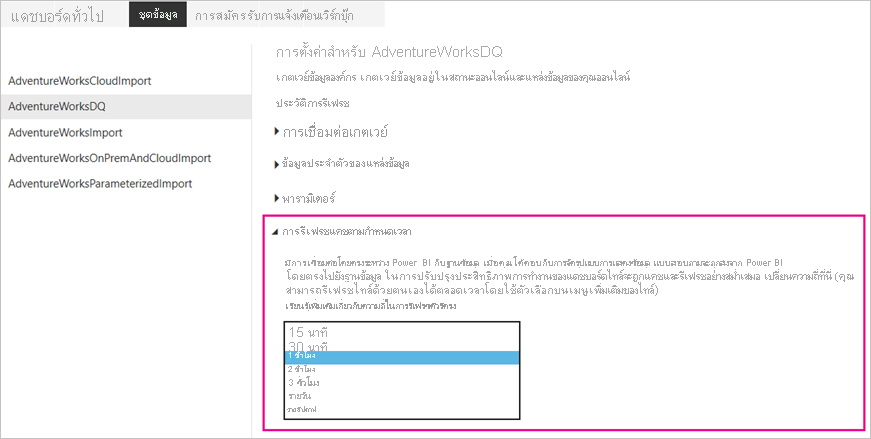 แดชบอร์ดทั่วไป ชุดข้อมูล การสมัครรับการแจ้งเตือนเวิร์กบุ๊ก
การตั้งค่าสำหรับ AdventureWorksDQ
AdventureWorksCloudImport
เกตเวย์ข้อมูลองค์กร เกตเวย์ข้อมูลอยู่ในสถานะออนไลน์และแหล่งข้อมูลของคุณออนไลน์
AdventureWorksDQ
ประวัติการรีเฟรช
AdventureWorksImport
การเชื่อมต่อเกตเวย์
AdventureWorksOnPremAndCloudImport
ข้อมูลประจำตัวของแหล่งข้อมูล
AdventureWorksParameterizedImport
พารามิเตอร์
การรีเฟรชแคชตามกำหนดเวลา
มีการเชื่อมต่อโดยตรงระหว่าง Power BI กับฐานข้อมูล เมื่อคุณโต้ตอบกับการจัดรูปแบบการแสดงข้อมูล แบบสอบถามจะถูกส่งจาก Power BI
โดยตรงไปยังฐานข้อมูล ในการปรับปรุงประสิทธิภาพการทำงานของแดชบอร์ดไทล์จะถูกแคชและรีเฟรชอย่างสม่ำเสมอ เปลี่ยนความถี่ที่นี่ (คุณ
สามารถรีเฟรชไทล์ด้วยตนเองได้ตลอดเวลาโดยใช้ตัวเลือกบนเมนูเพิ่มเติมของไทล์)
เรียนรู้เพิ่มเติมเกี่ยวกับความถี่ในการรีเฟรช
15 นาที
30 นาที
1 ชั่วโมง
2 ชั่วโมง
3 ชั่วโมง
รายวัน
รายสัปดาห์